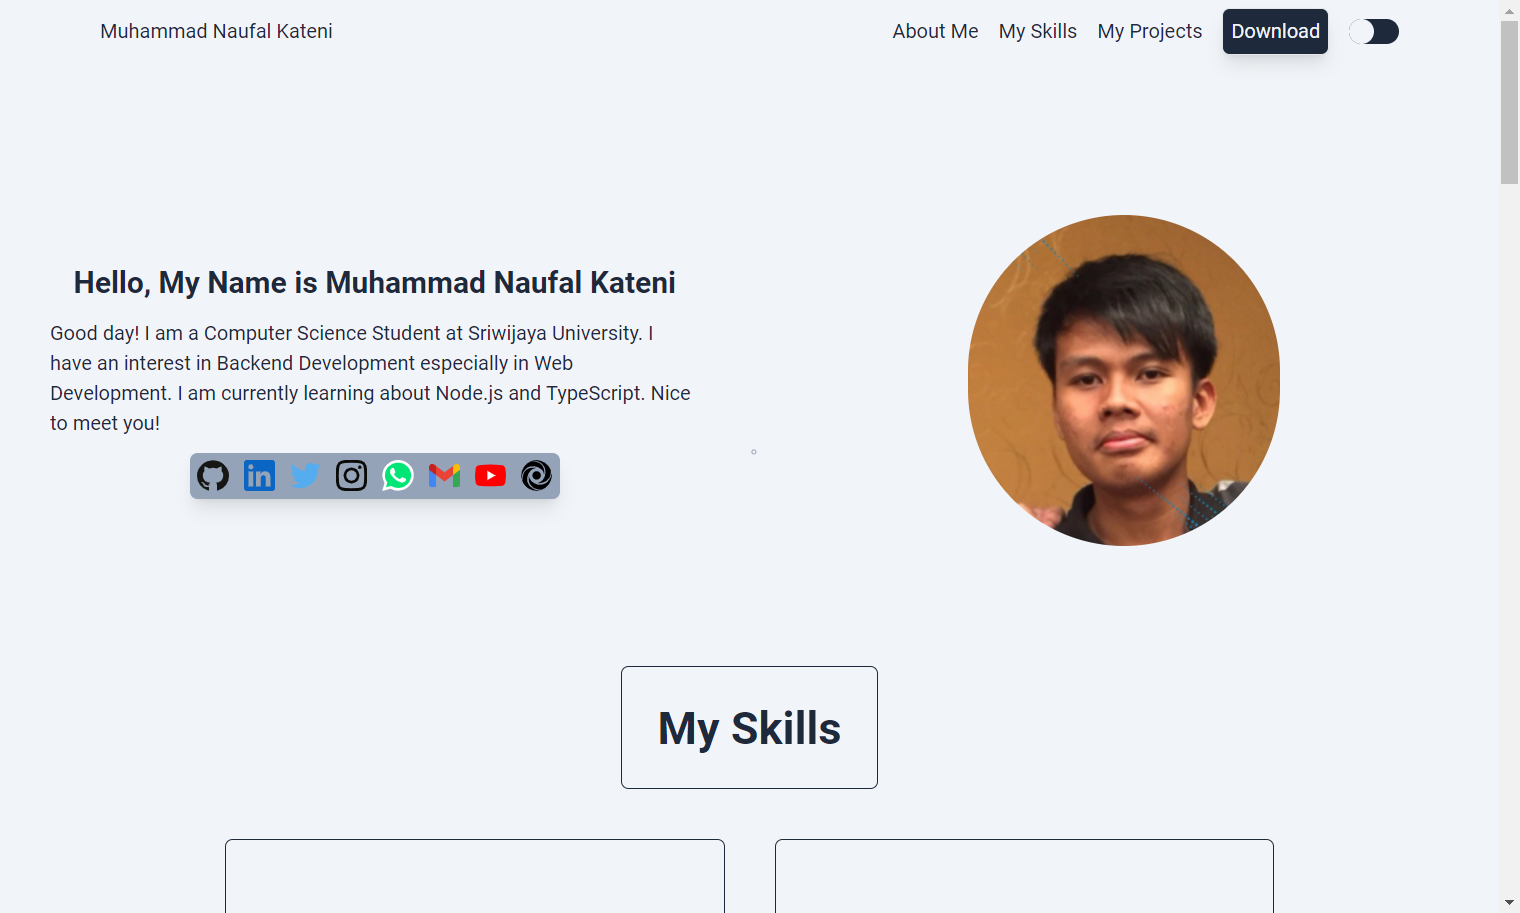 Muhammad Naufal Kateni
About Me
My Skills
My Projects
Download
Hello, My Name is Muhammad Naufal Kateni
Good day! I am a Computer Science Student at Sriwijaya University. I
have an interest in Backend Development especially in Web
Development. I am currently learning about Node.js and TypeScript. Nice
to meet you!
in
My Skills